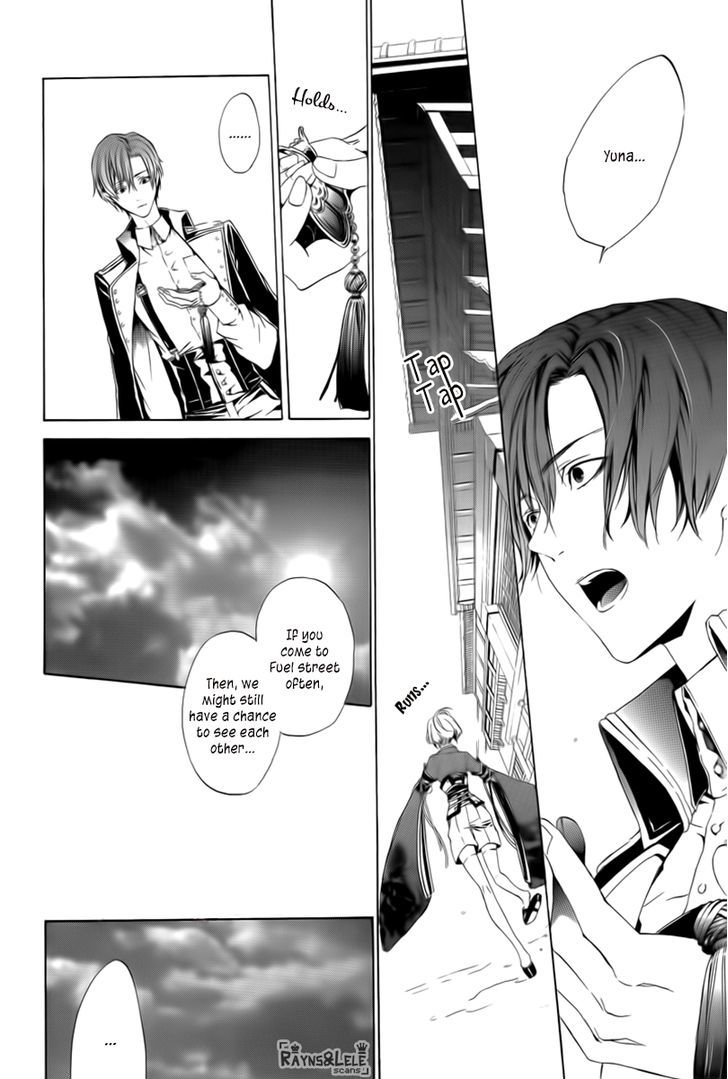 Yuna...
Tap
Tap
Runs...
Holds...
......
If you
come to
Fuel street
often,
Then, we
might still
have a chance
to see each
other...
...
RAYNS&LELE
scans